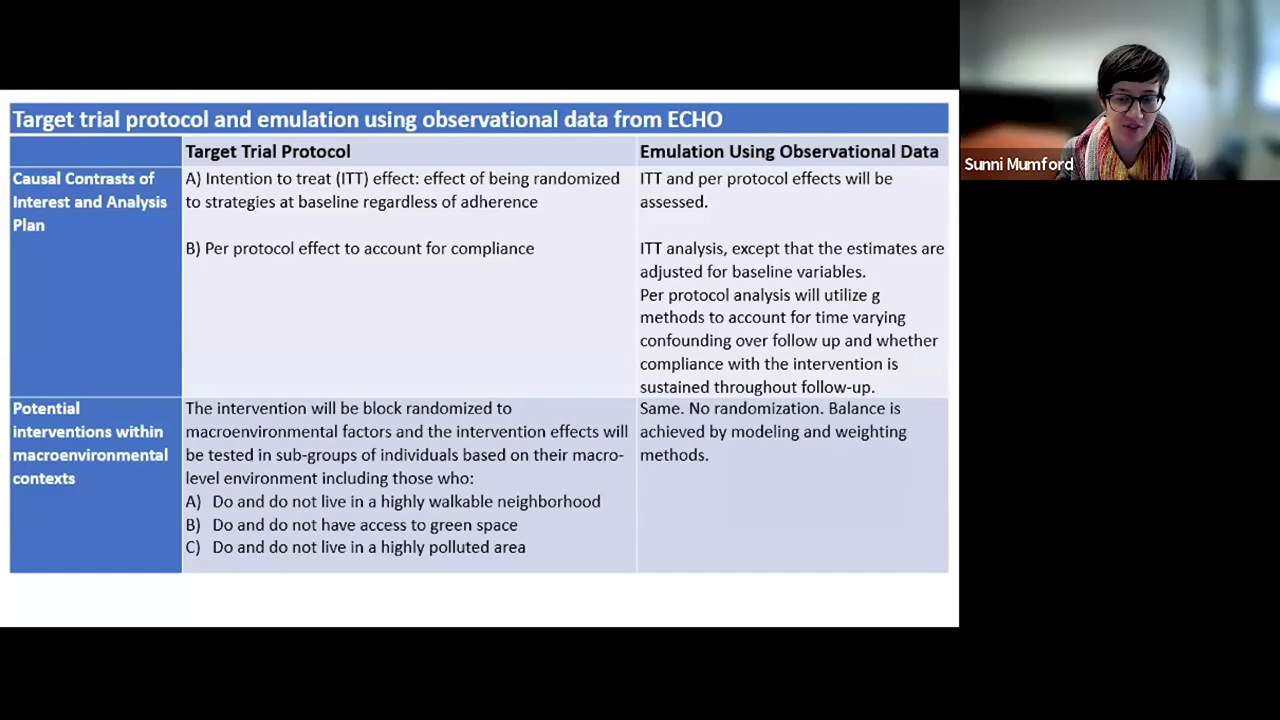 Target trial protocol and emulation using observational data from ECHO
Target Trial Protocol
Emulation Using Observational Data
Causal Contrasts of
Interest and Analysis
Plan
A) Intention to treat (ITT) effect: effect of being randomized
to strategies at baseline regardless of adherence
B) Per protocol effect to account for compliance
ITT and per protocol effects will be
assessed.
ITT analysis, except that the estimates are
adjusted for baseline variables.
Per protocol analysis will utilize g
methods to account for time varying
confounding over follow up and whether
compliance with the intervention is
sustained throughout follow-up.
Potential
interventions within
macroenvironmental
contexts
The intervention will be block randomized to
macroenvironmental factors and the intervention effects will
be tested in sub-groups of individuals based on their macro-
level environment including those who:
A) Do and do not live in a highly walkable neighborhood
B) Do and do not have access to green space
C) Do and do not live in a highly polluted area
Same. No randomization. Balance is
achieved by modeling and weighting
methods.
Sunni Mumford